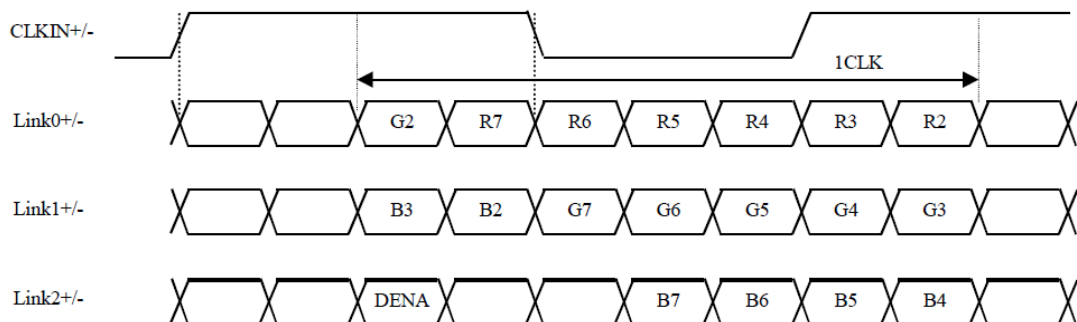 CLKIN+/-
1CLK
Link0+/- G2 R7 R6 R5 R4 R3 R2
Link1+/- B3 B2 G7 G6 G5 G4 G3
Link2+/- DENA B7 B6 B5 B4